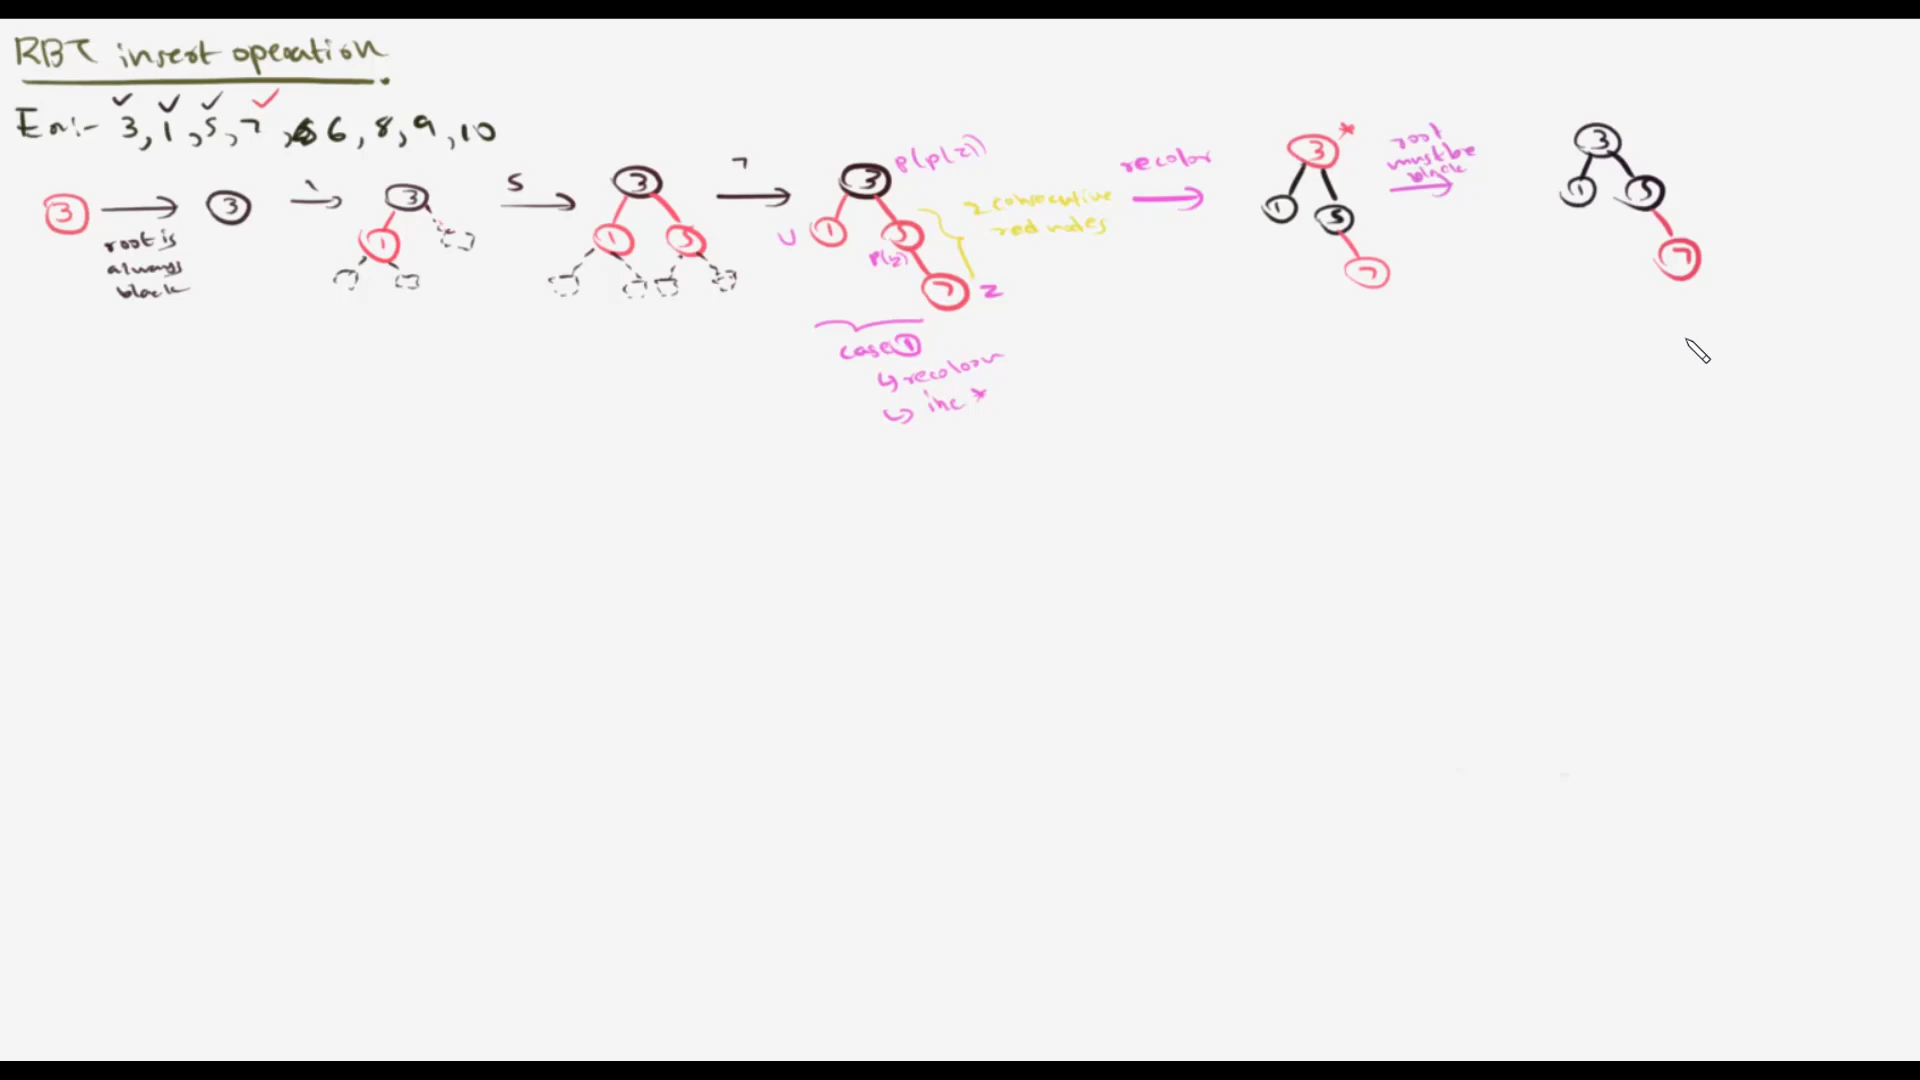 RBT insert operation
Ex:- 3, 1, 5, 7, 6, 8, 9, 10
3
root is
always
black
3
1
3
1
5
3
1
5
7
3
p(p(z))
1
5
U
p(z)
7
z
2 consecutive
red nodes
case 1
↳ recolor
↳ inc *
recolor
3 *
1
5
7
root
must be
black
3
1
5
7